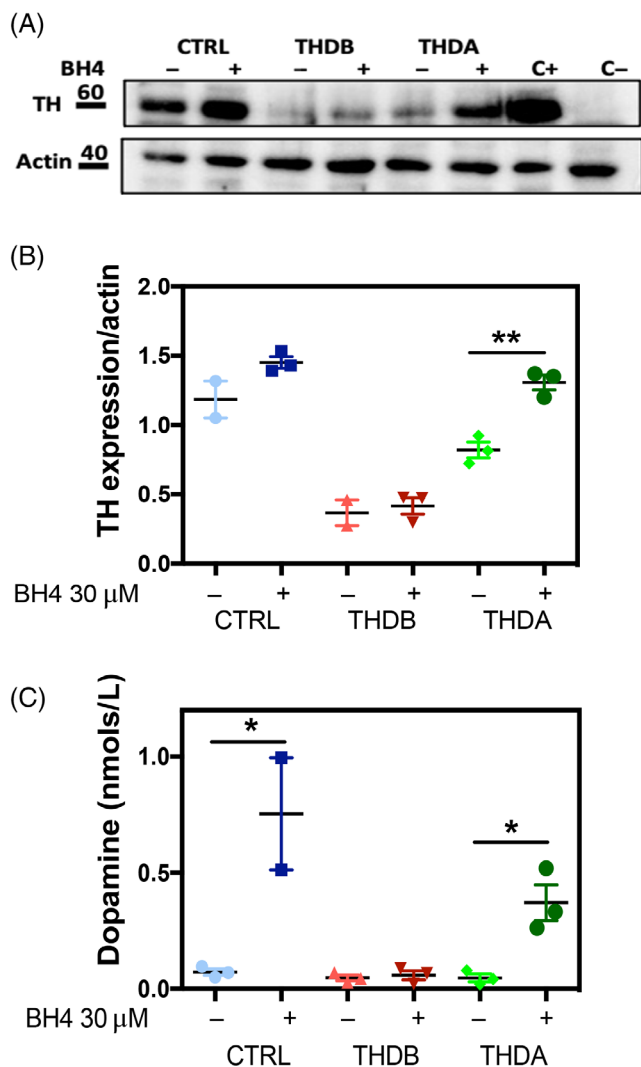 (A)
CTRL THDB THDA
BH4 – + – + – + C+ C–
TH 60
Actin 40
(B)
TH expression/actin
2.0
1.5
1.0
0.5
0.0
**
BH4 30 μM – + – + – +
CTRL THDB THDA
(C)
Dopamine (nmols/L)
1.0
0.5
0.0
*
*
BH4 30 μM – + – + – +
CTRL THDB THDA